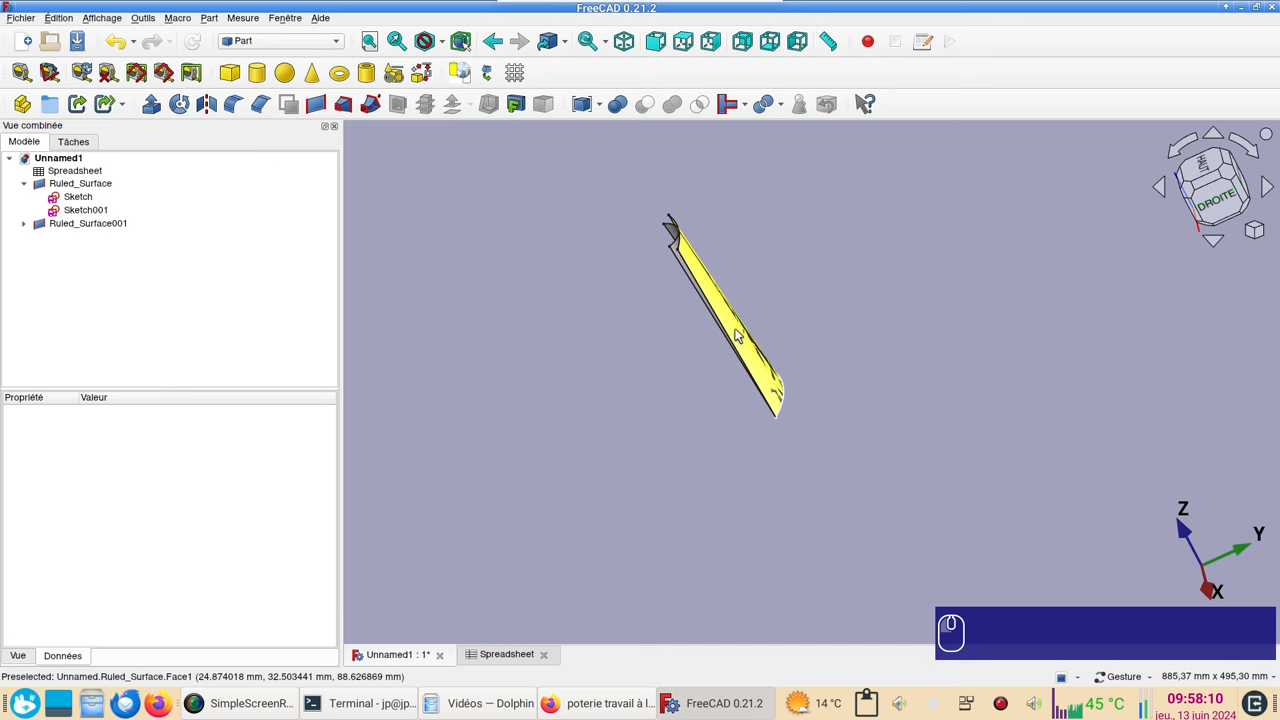 FreeCAD 0.21.2
Fichier Édition Affichage Outils Macro Part Mesure Fenêtre Aide
Part
Vue combinée
Modèle Tâches
Unnamed1
Spreadsheet
Ruled_Surface
Sketch
Sketch001
Ruled_Surface001
Propriété Valeur
HAUT
DROITE
Z
Y
X
Vue Données
Unnamed1 : 1* Spreadsheet
Preselected: Unnamed.Ruled_Surface.Face1 (24.874018 mm, 32.503441 mm, 88.626869 mm)
Gesture 885,37 mm x 495,30 mm
SimpleScreenR... Terminal - jp@jp... Vidéos — Dolphin poterie travail à l... FreeCAD 0.21... 14 °C 45 °C 09:58:10
jeu., 13 juin 2024